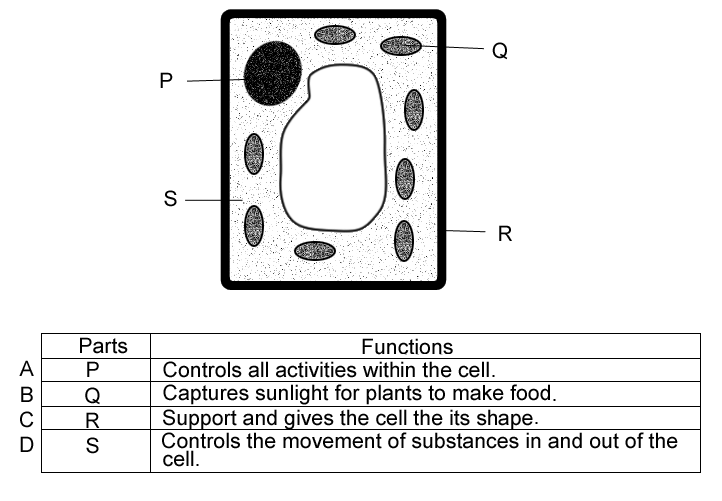 Q
P
S
R
Parts Functions
A P Controls all activities within the cell.
B Q Captures sunlight for plants to make food.
C R Support and gives the cell the its shape.
D S Controls the movement of substances in and out of the
cell.